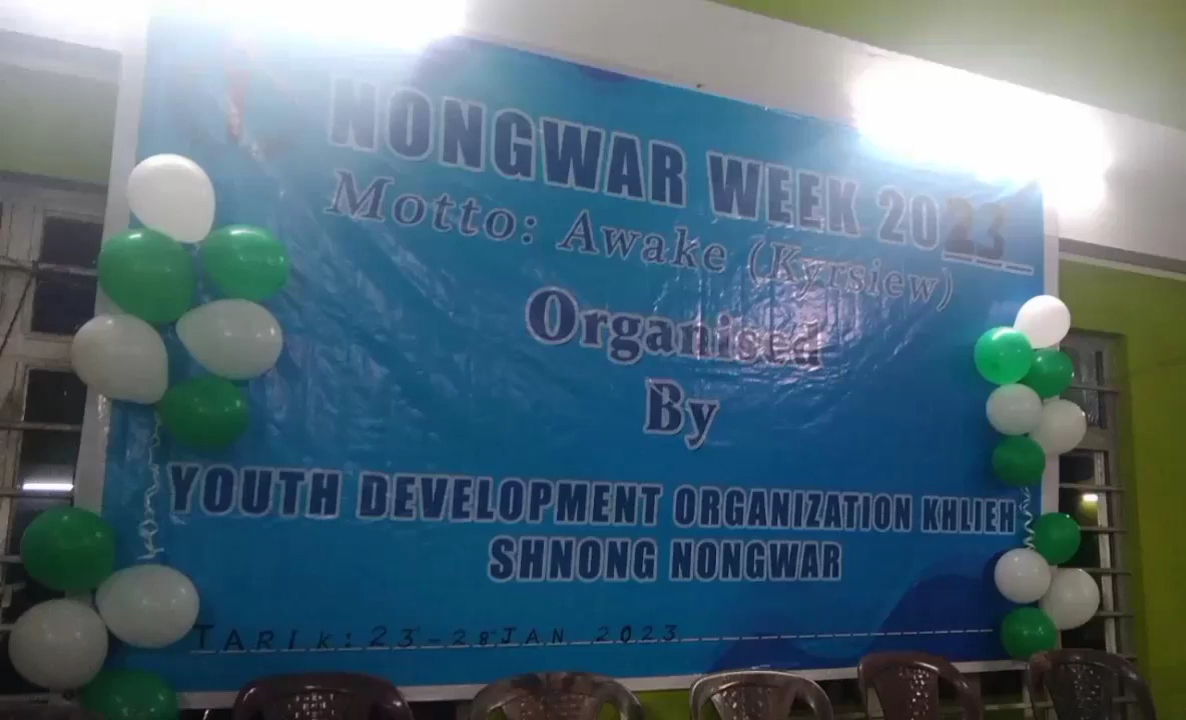 NONGWAR WEEK 2023
Motto: Awake (Kyrsiew)
Organised
By
YOUTH DEVELOPMENT ORGANIZATION KHLIEH
SHNONG NONGWAR
TARIK: 23-28 JAN 2023